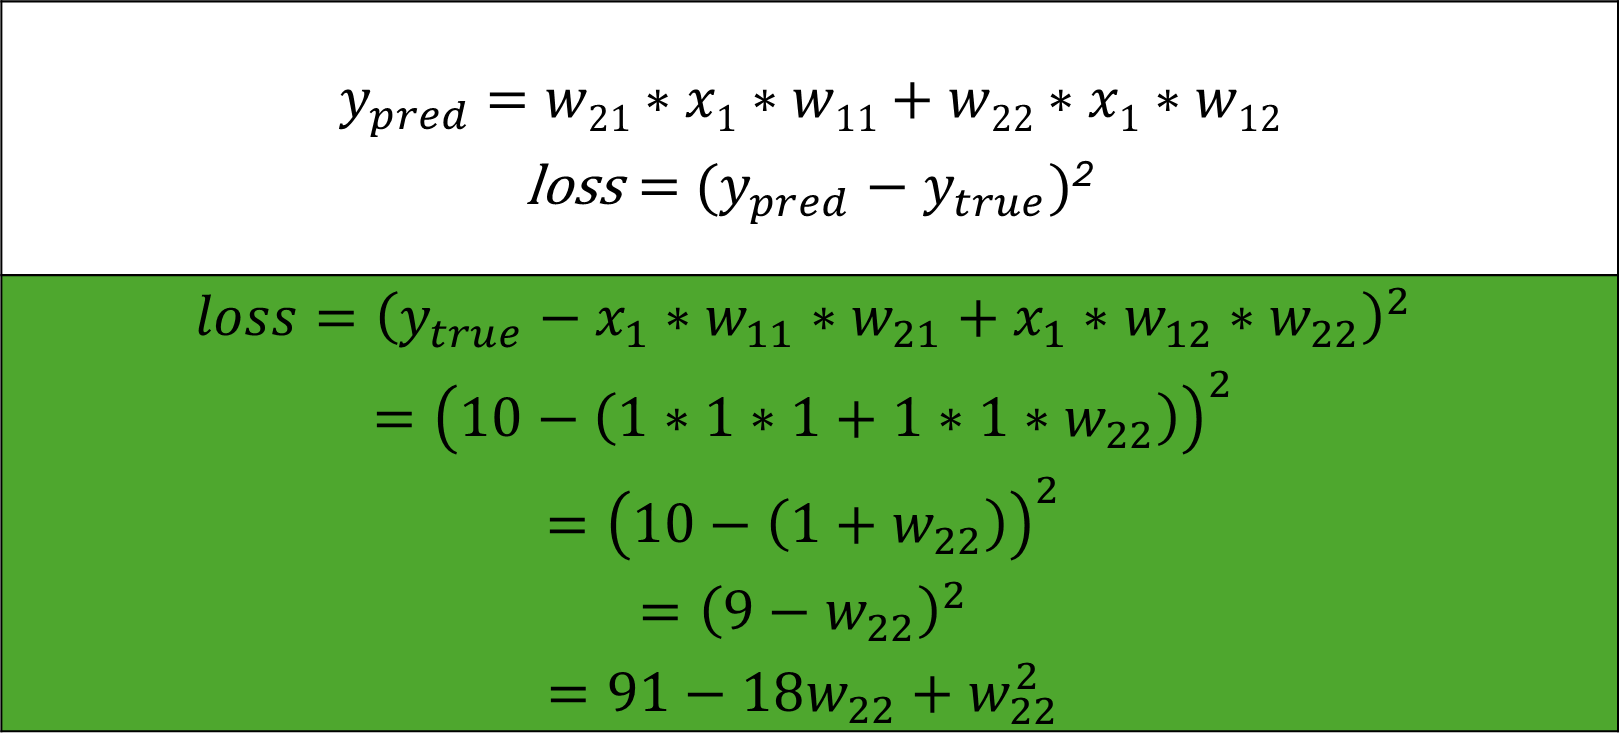 y_pred = w_21 * x_1 * w_11 + w_22 * x_1 * w_12
loss = (y_pred − y_true)^2
loss = (y_true − x_1 * w_11 * w_21 + x_1 * w_12 * w_22)^2
= (10 − (1 * 1 * 1 + 1 * 1 * w_22))^2
= (10 − (1 + w_22))^2
= (9 − w_22)^2
= 91 − 18w_22 + w_22^2